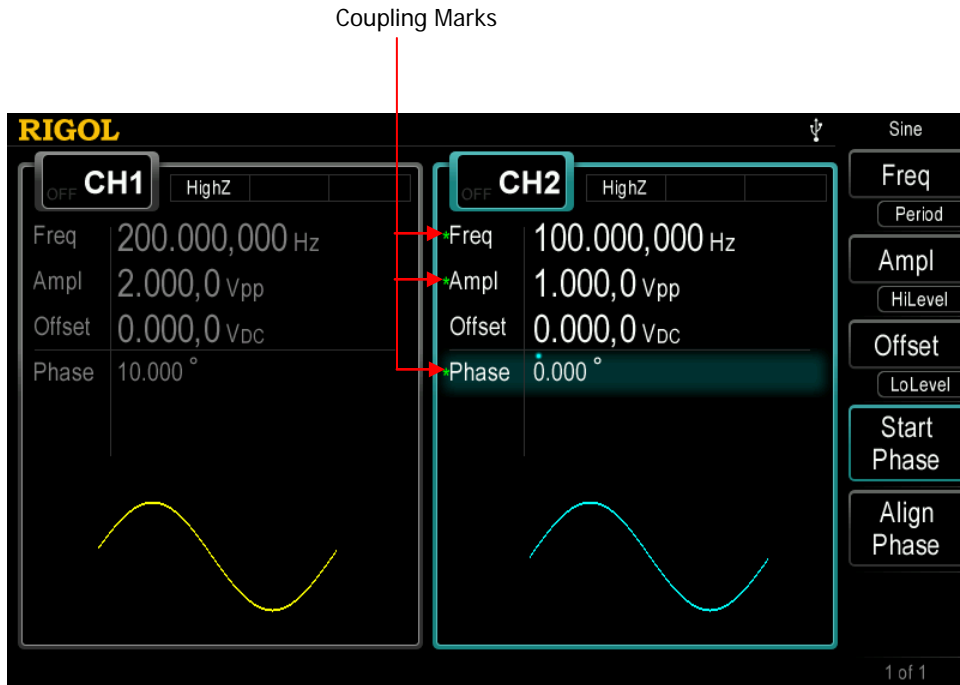 Coupling Marks
RIGOL
Sine
OFF CH1 HighZ
Freq 200.000,000 Hz
Ampl 2.000,0 Vpp
Offset 0.000,0 VDC
Phase 10.000 °
OFF CH2 HighZ
*Freq 100.000,000 Hz
*Ampl 1.000,0 Vpp
Offset 0.000,0 VDC
*Phase 0.000 °
Freq
Period
Ampl
HiLevel
Offset
LoLevel
Start
Phase
Align
Phase
1 of 1